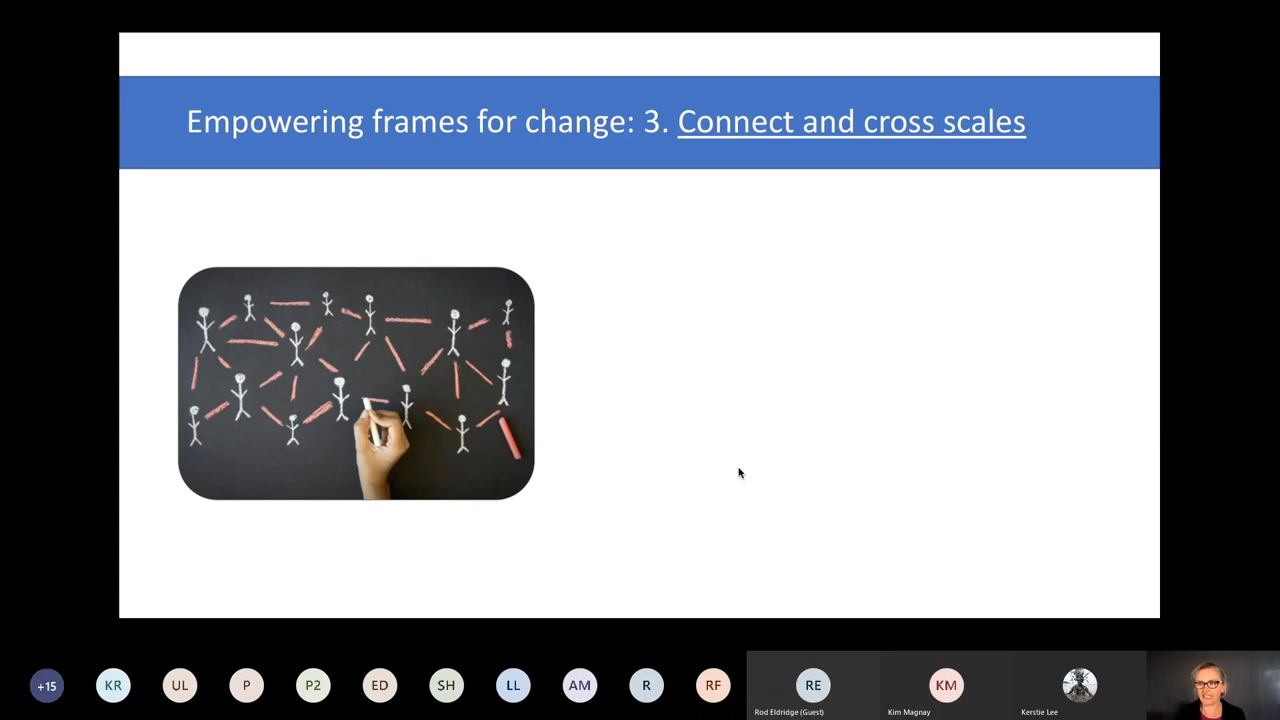 Empowering frames for change: 3. Connect and cross scales
+15
KR
UL
P
P2
ED
SH
LL
AM
R
RF
RE
KM
Rod Eldridge (Guest)
Kim Magnay
Kerstie Lee